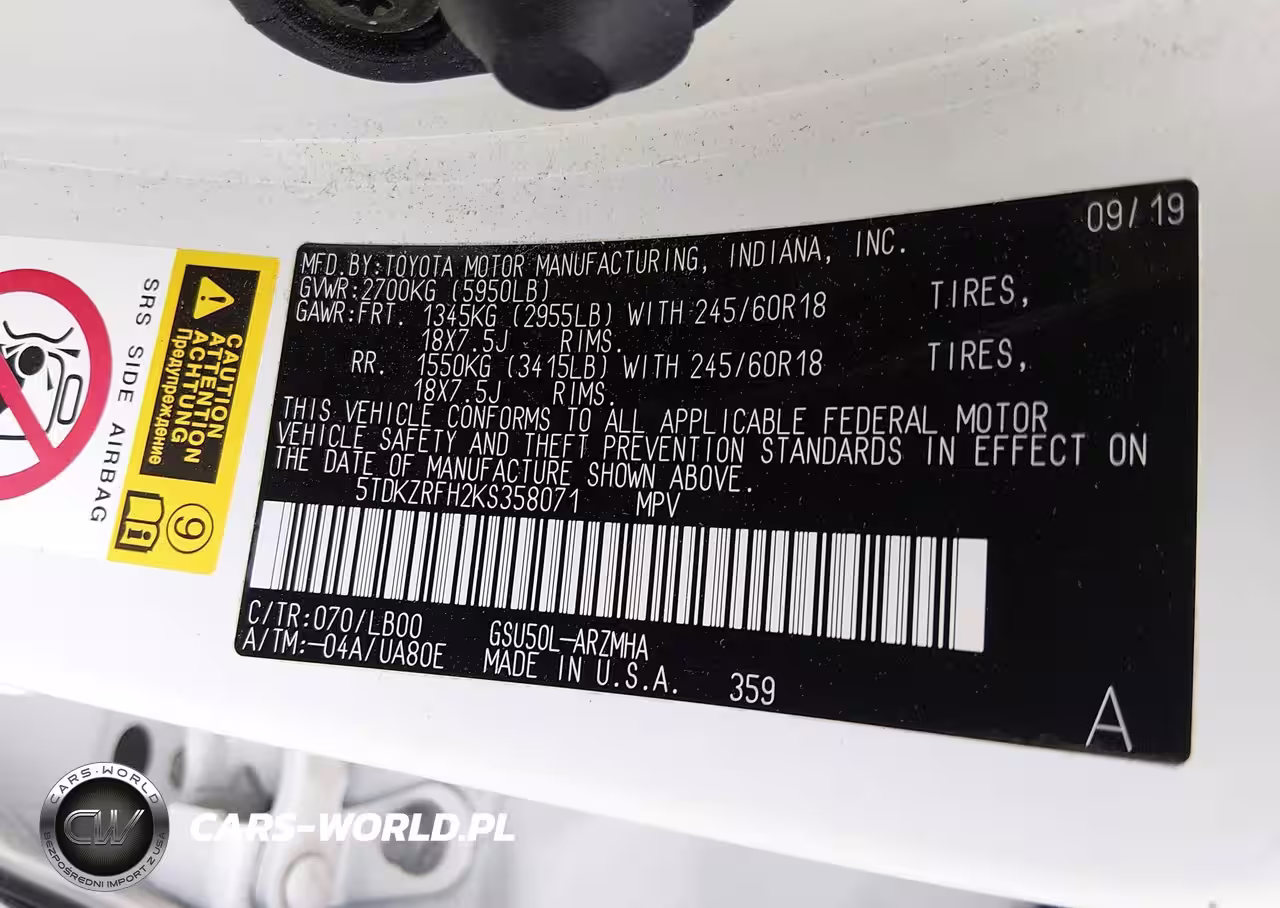 09/19
MFD.BY:TOYOTA MOTOR MANUFACTURING, INDIANA, INC.
GVWR:2700KG (5950LB)
GAWR:FRT. 1345KG (2955LB) WITH 245/60R18 TIRES,
18X7.5J RIMS.
RR. 1550KG (3415LB) WITH 245/60R18 TIRES,
18X7.5J RIMS.
THIS VEHICLE CONFORMS TO ALL APPLICABLE FEDERAL MOTOR
VEHICLE SAFETY AND THEFT PREVENTION STANDARDS IN EFFECT ON
THE DATE OF MANUFACTURE SHOWN ABOVE.
5TDKZRFH2KS358071 MPV
C/TR:070/LB00 GSU50L-ARZMHA
A/TM:-04A/UA80E MADE IN U.S.A. 359
A
SRS SIDE AIRBAG
CAUTION
ATTENTION
ACHTUNG
Предупреждение
i
9
CARS-WORLD
CW
BEZPOŚREDNI IMPORT Z USA
CARS-WORLD.PL